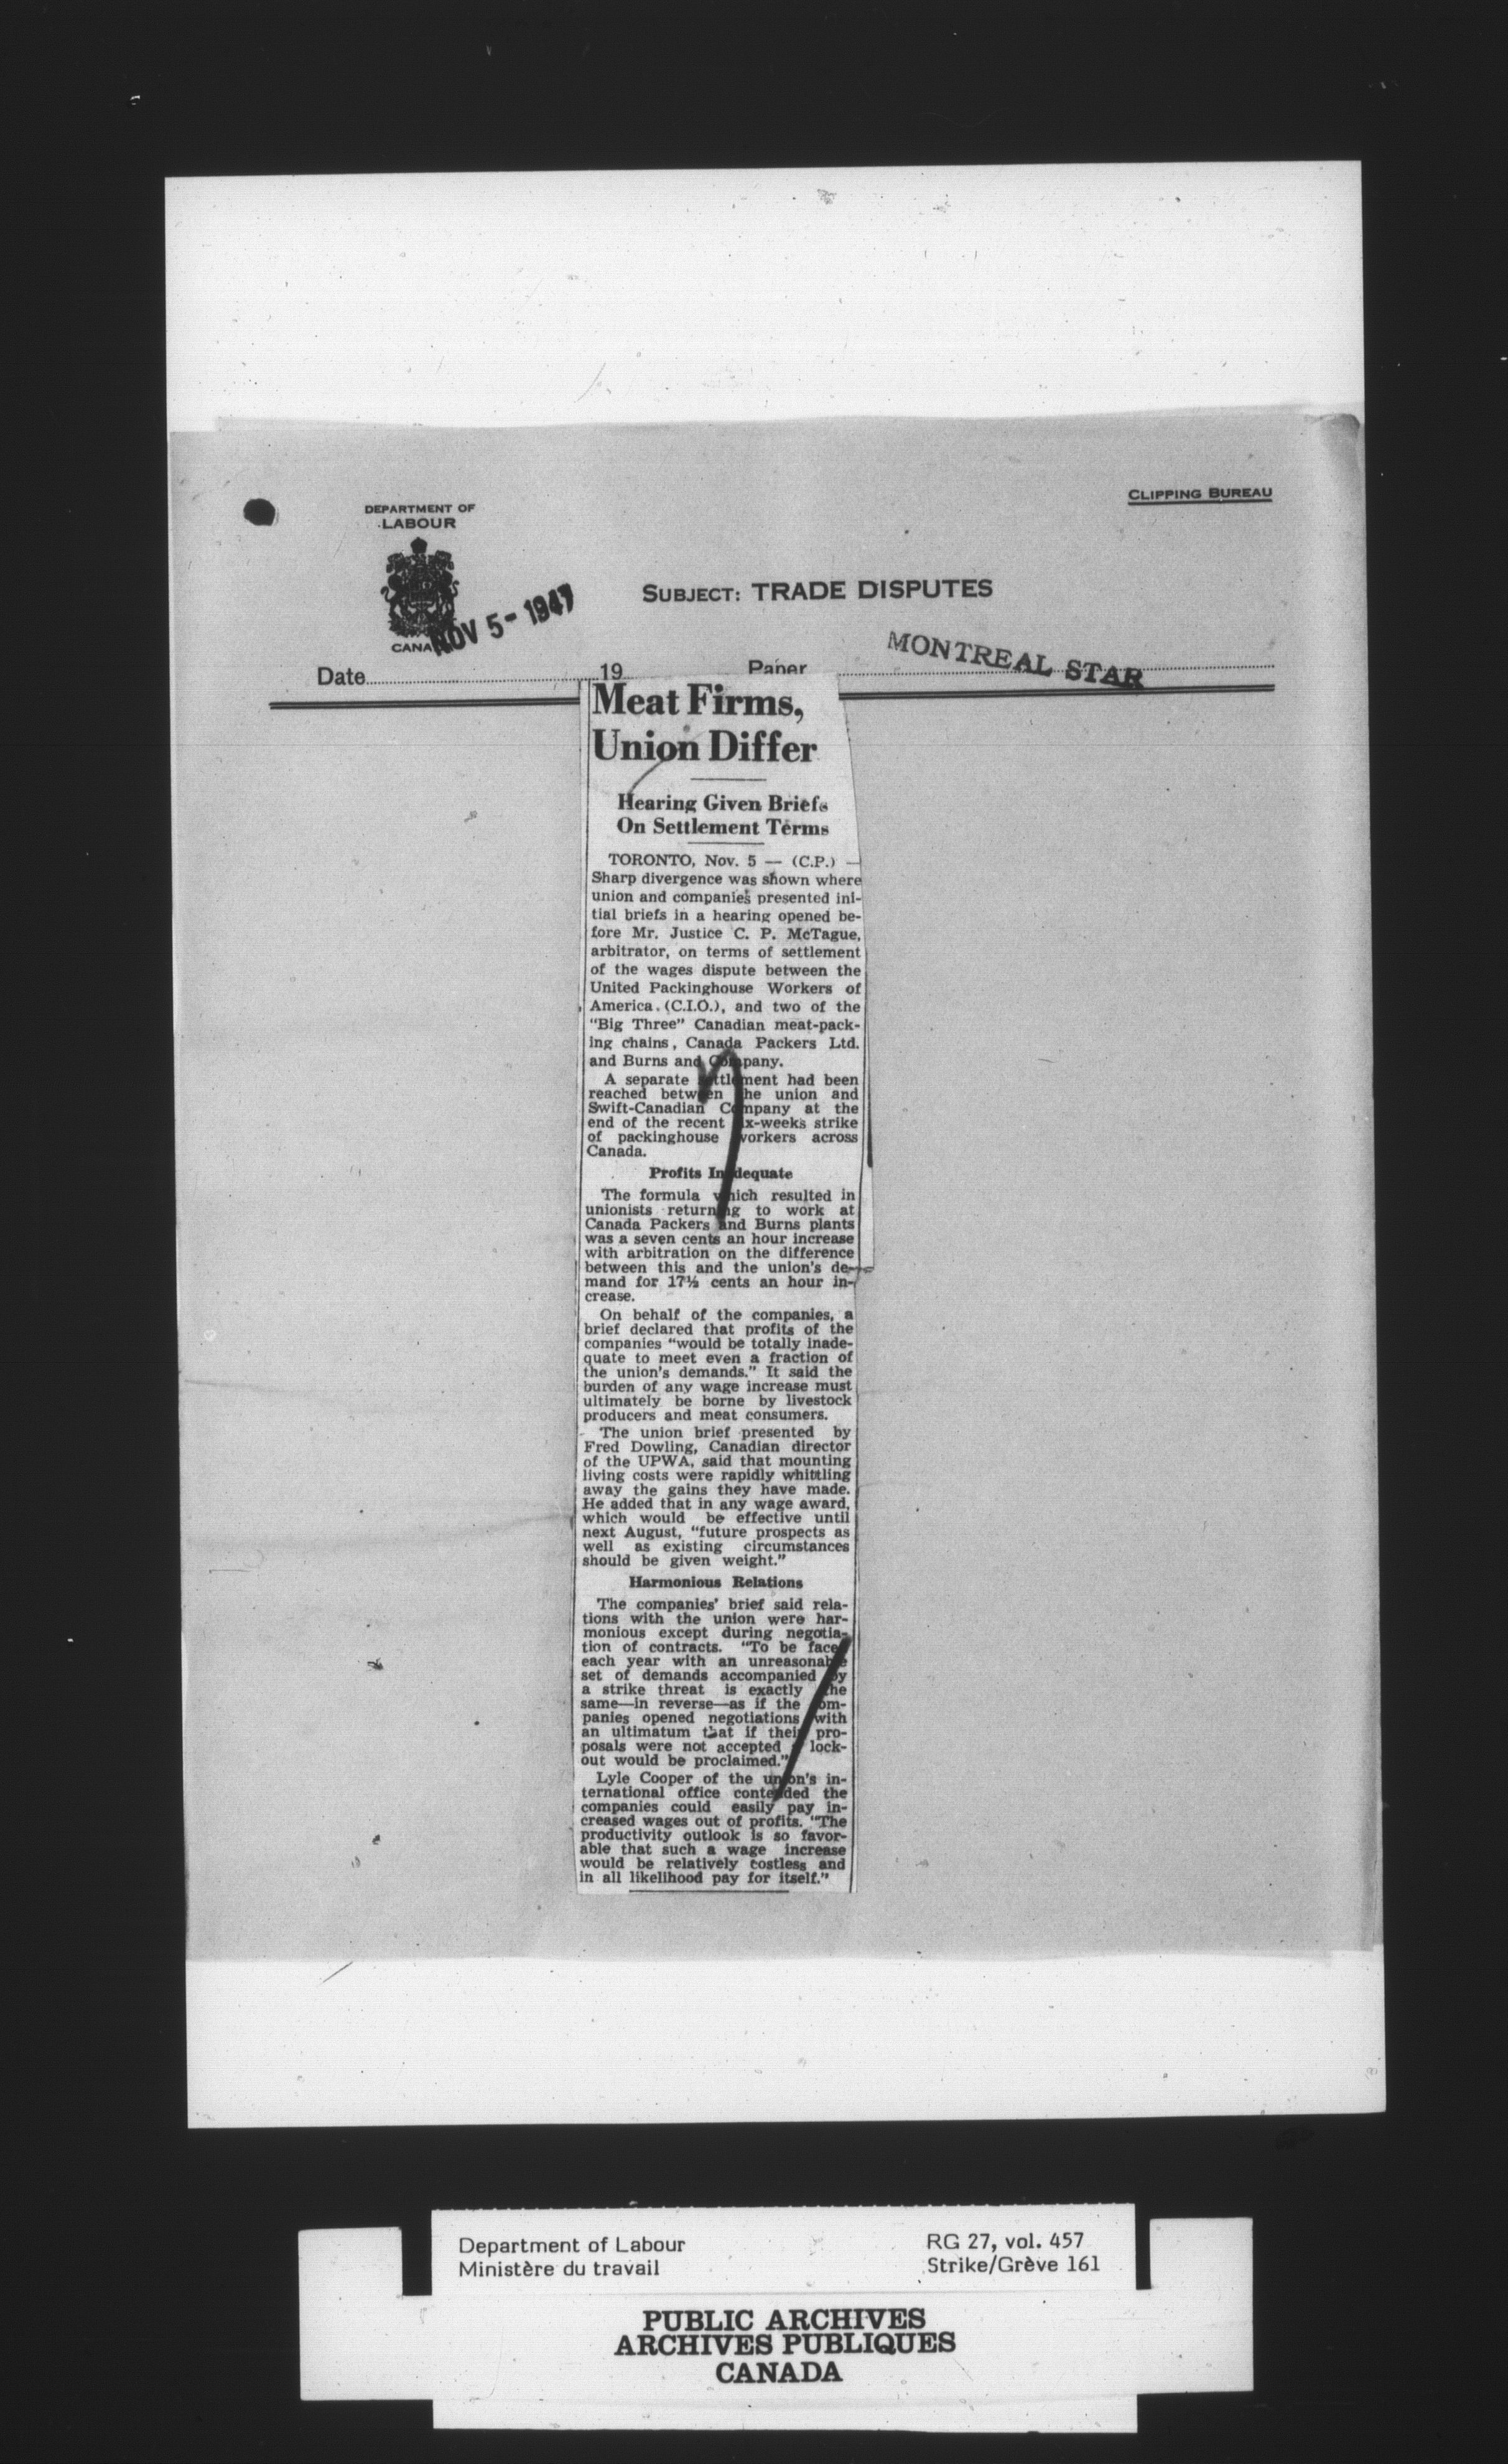 CLIPPING BUREAU
DEPARTMENT OF
LABOUR
SUBJECT: TRADE DISPUTES
NOV 5- 1947
MONTREAL STAR
Date 19 Paper
Meat Firms,
Union Differ
Hearing Given Briefs
On Settlement Terms
TORONTO, Nov. 5 — (C.P.) —
Sharp divergence was shown where
union and companies presented ini-
tial briefs in a hearing opened be-
fore Mr. Justice C. P. McTague,
arbitrator, on terms of settlement
of the wages dispute between the
United Packinghouse Workers of
America (C.I.O.), and two of the
"Big Three" Canadian meat-pack-
ing chains, Canada Packers Ltd.
and Burns and Company.
A separate settlement had been
reached between the union and
Swift-Canadian Company at the
end of the recent six-weeks strike
of packinghouse workers across
Canada.
Profits Inadequate
The formula which resulted in
unionists returning to work at
Canada Packers and Burns plants
was a seven cents an hour increase
with arbitration on the difference
between this and the union's de-
mand for 17½ cents an hour in-
crease.
On behalf of the companies, a
brief declared that profits of the
companies "would be totally inade-
quate to meet even a fraction of
the union's demands." It said the
burden of any wage increase must
ultimately be borne by livestock
producers and meat consumers.
The union brief presented by
Fred Dowling, Canadian director
of the UPWA, said that mounting
living costs were rapidly whittling
away the gains they have made.
He added that in any wage award,
which would be effective until
next August, "future prospects as
well as existing circumstances
should be given weight."
Harmonious Relations
The companies' brief said rela-
tions with the union were har-
monious except during negotia-
tion of contracts. "To be faced
each year with an unreasonable
set of demands accompanied by
a strike threat is exactly the
same—in reverse—as if the com-
panies opened negotiations with
an ultimatum that if their pro-
posals were not accepted a lock-
out would be proclaimed."
Lyle Cooper of the union's in-
ternational office contended the
companies could easily pay in-
creased wages out of profits. "The
productivity outlook is so favor-
able that such a wage increase
would be relatively costless and
in all likelihood pay for itself."
Department of Labour
Ministère du travail
RG 27, vol. 457
Strike/Grève 161
PUBLIC ARCHIVES
ARCHIVES PUBLIQUES
CANADA